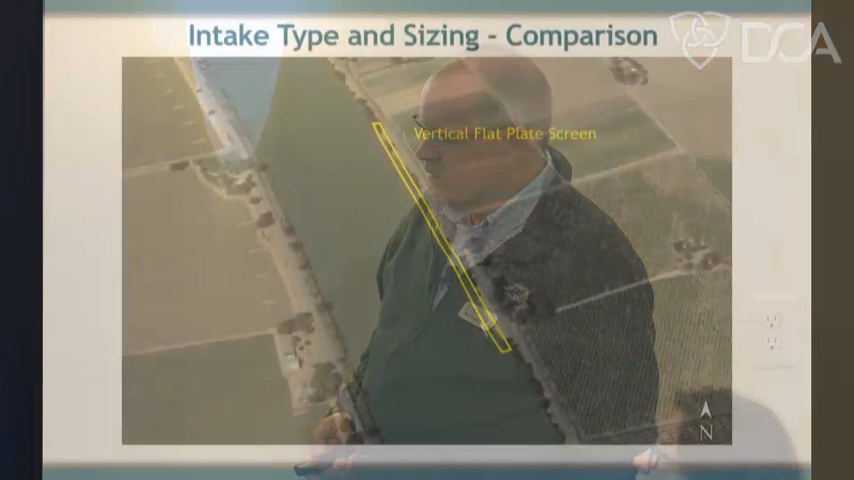 Intake Type and Sizing - Comparison
DCA
Vertical Flat Plate Screen
N